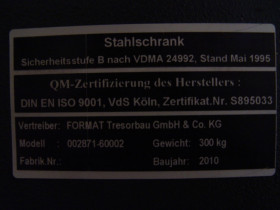 Stahlschrank
Sicherheitsstufe B nach VDMA 24992, Stand Mai 1995
QM-Zertifizierung des Herstellers :
DIN EN ISO 9001, VdS Köln, Zertifikat.Nr. S895033
Vertreiber: FORMAT Tresorbau GmbH & Co. KG
Modell : 002871-60002 Gewicht: 300 kg
Fabrik.Nr.: Baujahr: 2010